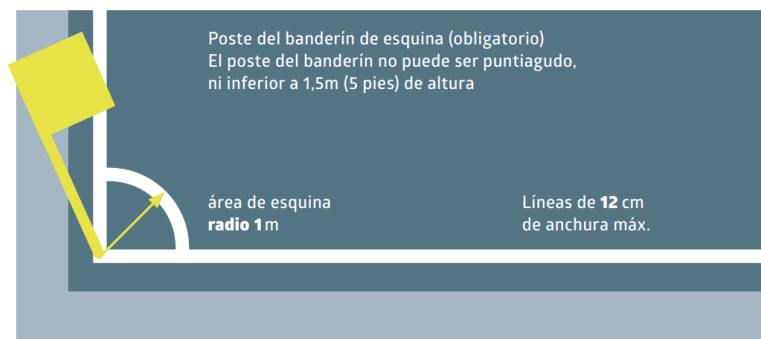 Poste del banderín de esquina (obligatorio)
El poste del banderín no puede ser puntiagudo,
ni inferior a 1,5m (5 pies) de altura
área de esquina
radio 1m
Líneas de 12 cm
de anchura máx.